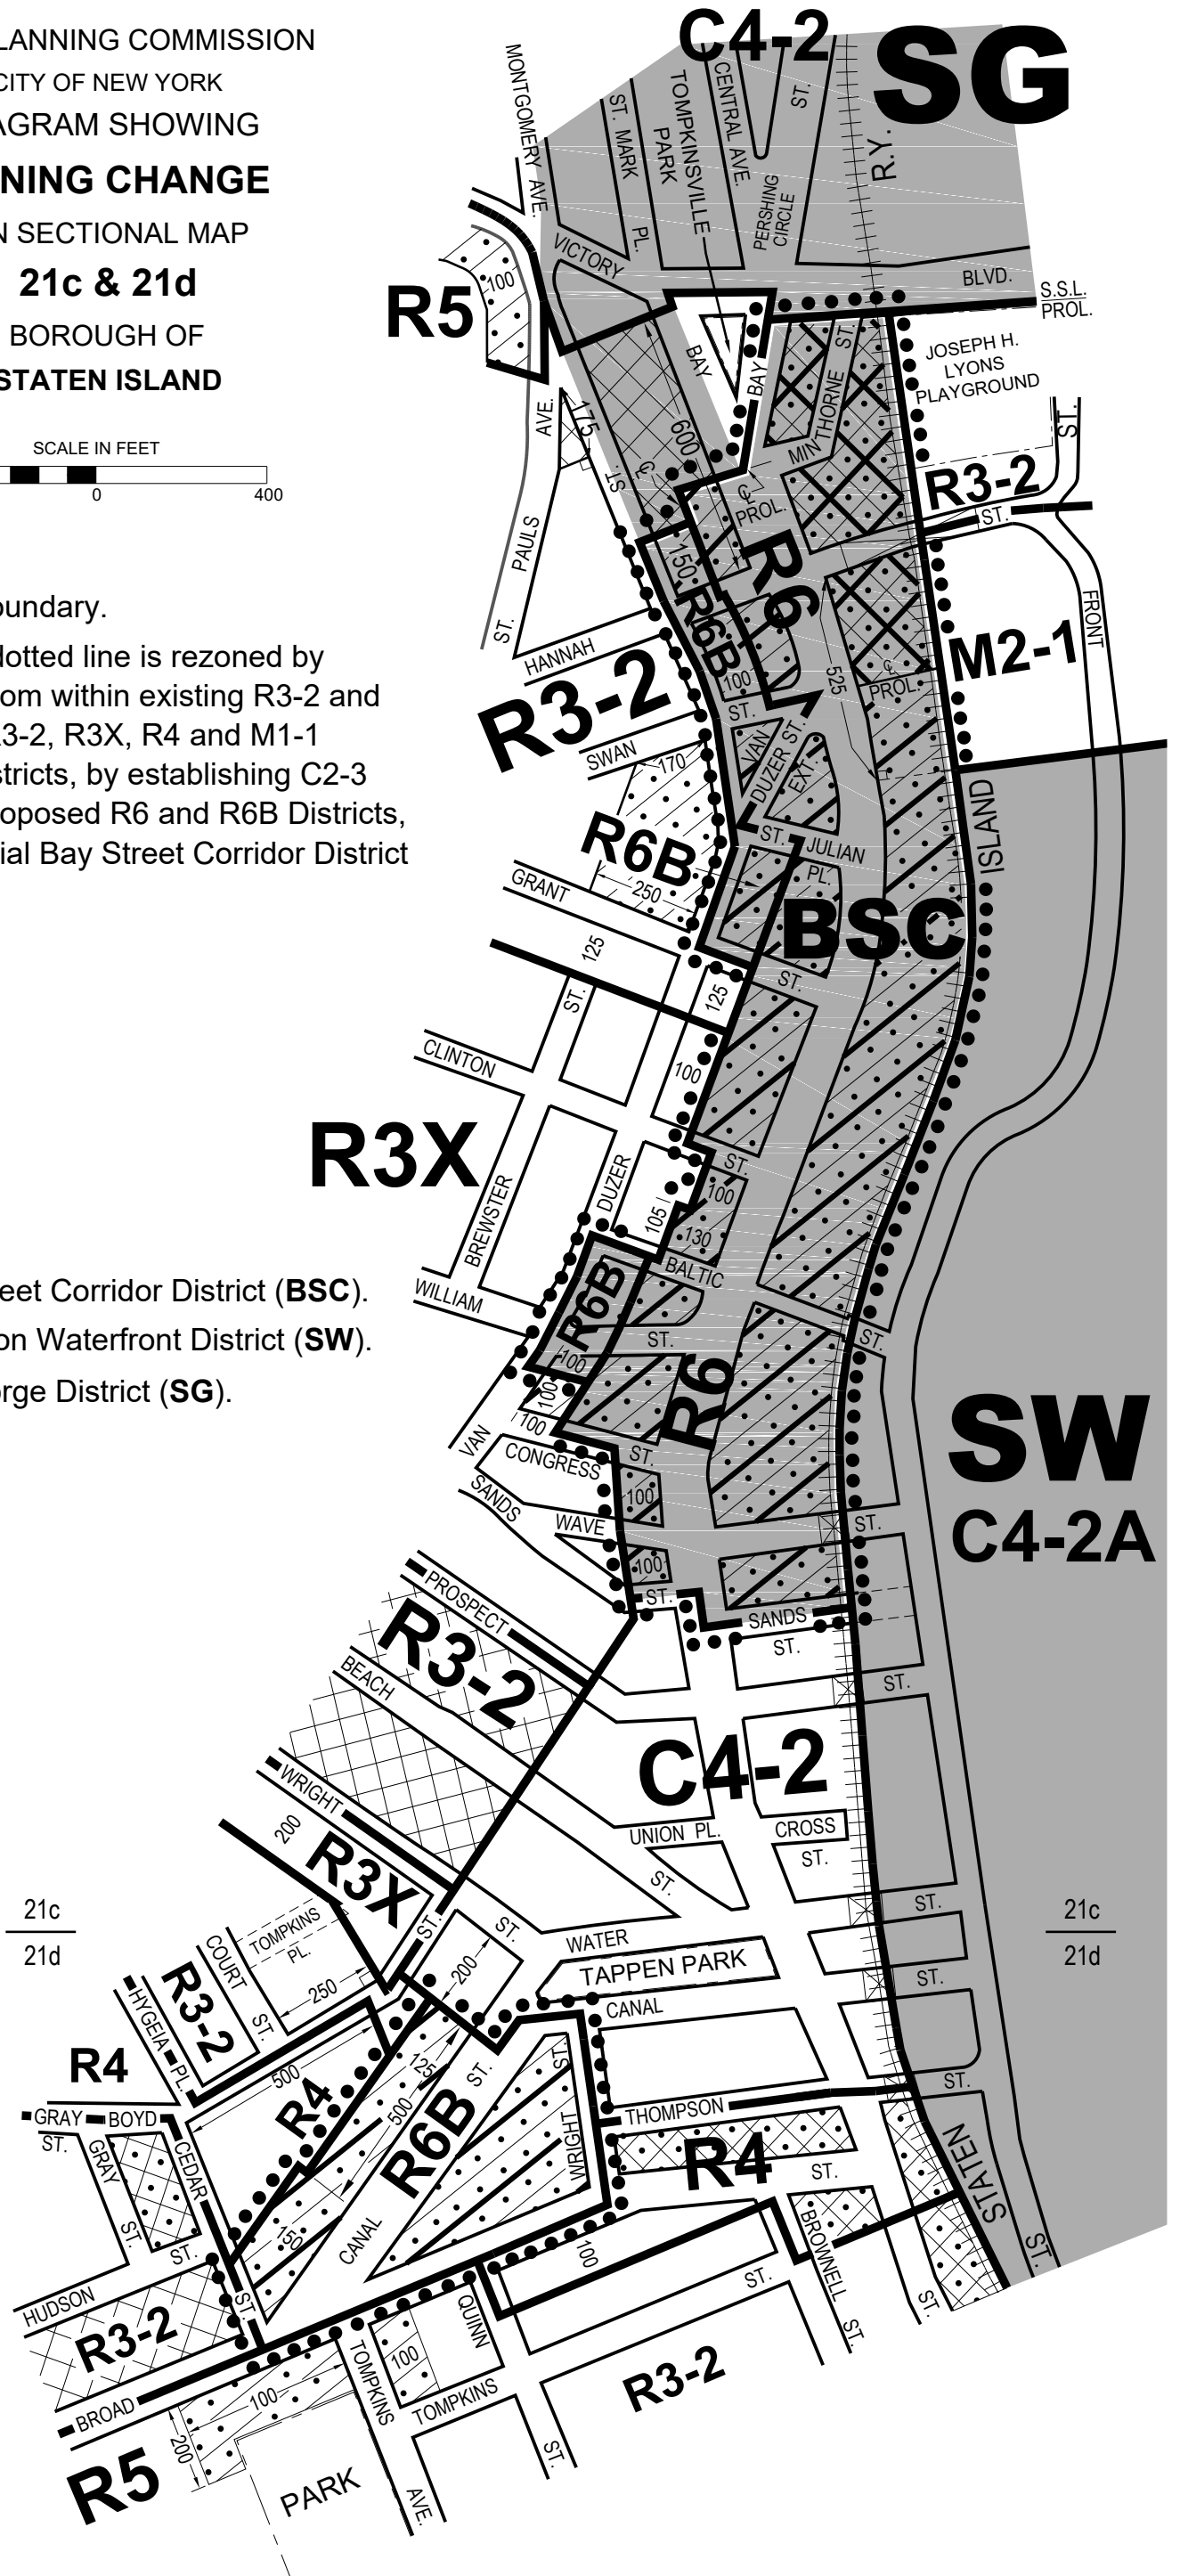 LANNING COMMISSION
CITY OF NEW YORK
AGRAM SHOWING
NING CHANGE
N SECTIONAL MAP
21c & 21d
BOROUGH OF
STATEN ISLAND
SCALE IN FEET
0 400
oundary.
dotted line is rezoned by
om within existing R3-2 and
3-2, R3X, R4 and M1-1
stricts, by establishing C2-3
oposed R6 and R6B Districts,
ial Bay Street Corridor District
eet Corridor District (BSC).
on Waterfront District (SW).
rge District (SG).
C4-2
SG
MONTGOMERY AVE.
ST. MARK PL.
TOMPKINSVILLE PARK
CENTRAL AVE.
ST.
PERSHING CIRCLE
R.Y.
VICTORY
BLVD.
S.S.L.
PROL.
R5
100
BAY
BAY
ST.
MINTHORNE
JOSEPH H.
LYONS
PLAYGROUND
ST.
AVE.
175
ST.
600
℄
℄
PROL.
R3-2
ST.
PAULS
ST.
150
R6
R6B
HANNAH
R3-2
100
ST.
525
℄
PROL.
M2-1
FRONT
SWAN
170
VAN
DUZER ST.
EXT.
R6B
250
ST. JULIAN
PL.
ISLAND
GRANT
BSC
125
125
ST.
ST.
CLINTON
100
R3X
BREWSTER
DUZER
ST.
100
105
130
BALTIC
WILLIAM
R6B
ST.
ST.
100
R6
100
100
VAN
CONGRESS
ST.
SW
C4-2A
SANDS
100
WAVE
ST.
100
ST.
SANDS
ST.
PROSPECT
R3-2
BEACH
ST.
C4-2
WRIGHT
200
UNION PL.
CROSS
ST.
R3X
ST.
ST.
21c
21d
21c
21d
ST.
ST.
WATER
TAPPEN PARK
ST.
TOMPKINS
PL.
COURT
ST.
250
200
CANAL
HYGEIA PL.
R3-2
R4
500
R4
125
ST.
500
R6B
ST.
WRIGHT
THOMPSON
ST.
R4
ST.
GRAY BOYD
ST.
GRAY
ST.
CEDAR
ST.
ST.
150
CANAL
100
BROWNELL
ST.
STATEN
ST.
ST.
HUDSON
R3-2
QUINN
ST.
BROAD
100
TOMPKINS
100
TOMPKINS
R3-2
200
R5
PARK
AVE.
ST.